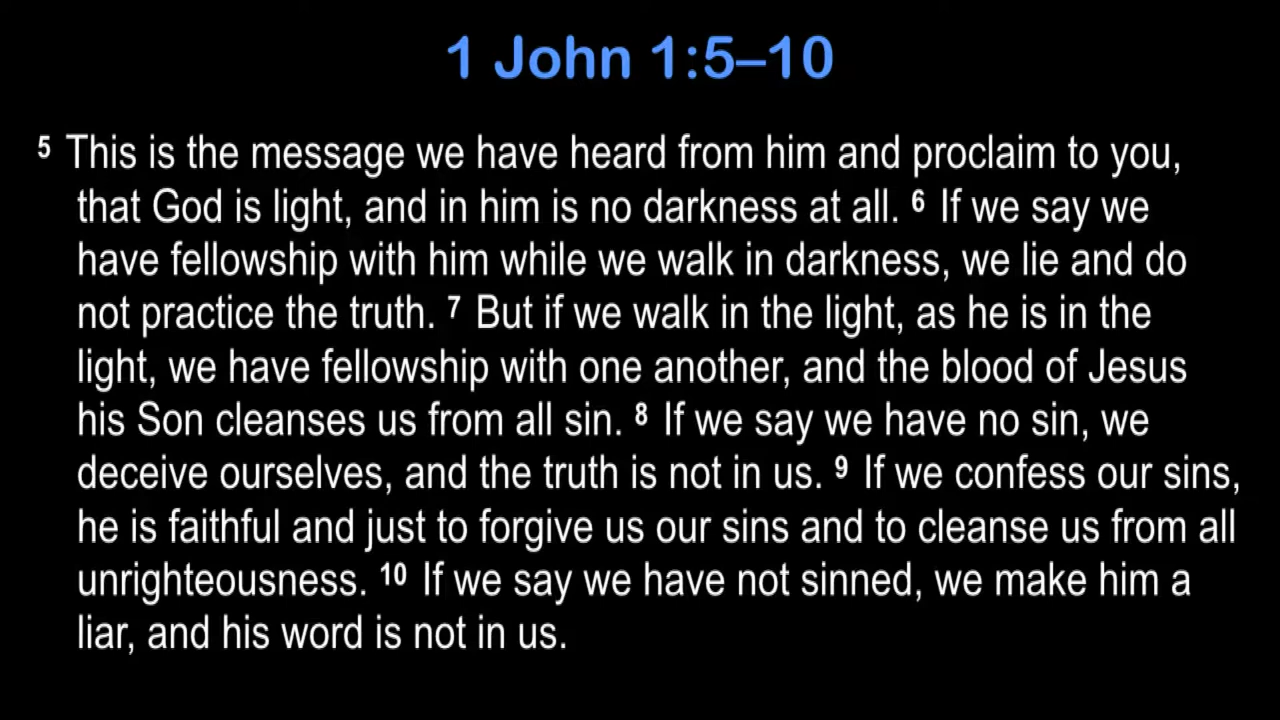 1 John 1:5–10
5 This is the message we have heard from him and proclaim to you,
that God is light, and in him is no darkness at all. 6 If we say we
have fellowship with him while we walk in darkness, we lie and do
not practice the truth. 7 But if we walk in the light, as he is in the
light, we have fellowship with one another, and the blood of Jesus
his Son cleanses us from all sin. 8 If we say we have no sin, we
deceive ourselves, and the truth is not in us. 9 If we confess our sins,
he is faithful and just to forgive us our sins and to cleanse us from all
unrighteousness. 10 If we say we have not sinned, we make him a
liar, and his word is not in us.